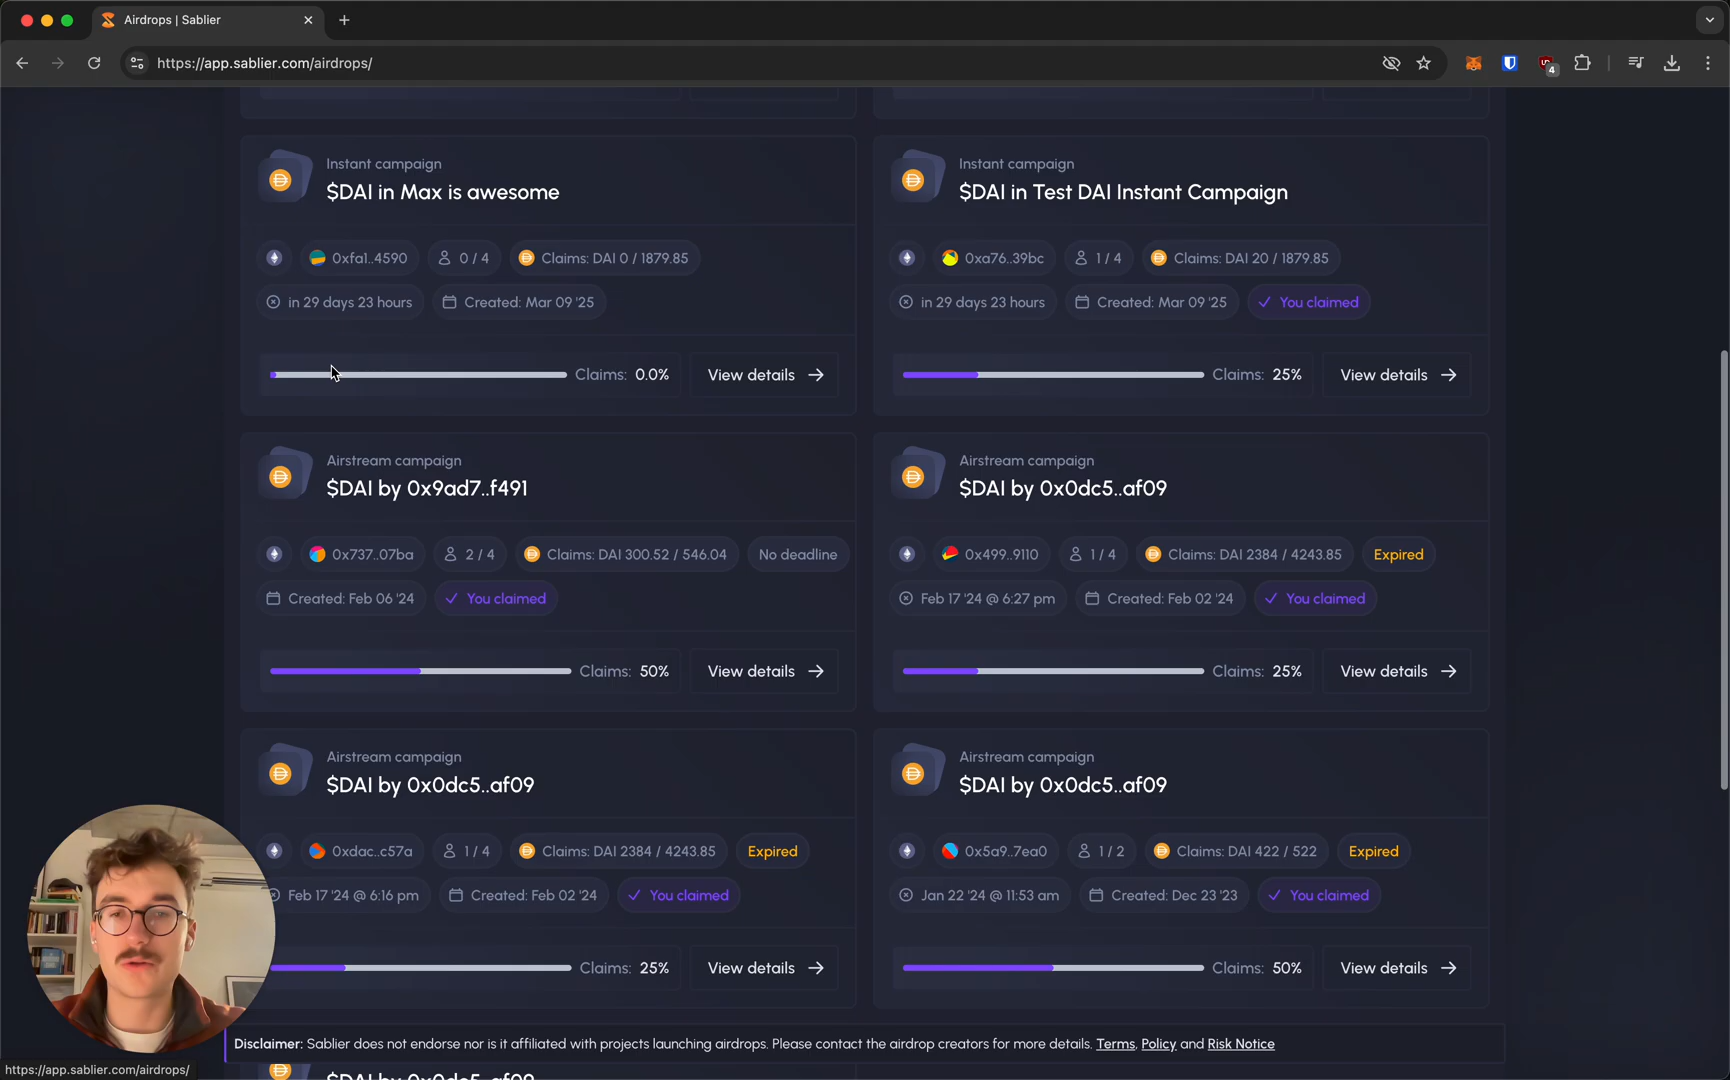 Airdrops | Sablier
https://app.sablier.com/airdrops/
4
Instant campaign
$DAI in Max is awesome
0xfa1..4590
0 / 4
Claims: DAI 0 / 1879.85
in 29 days 23 hours
Created: Mar 09 '25
Claims: 0.0%
View details
Instant campaign
$DAI in Test DAI Instant Campaign
0xa76..39bc
1 / 4
Claims: DAI 20 / 1879.85
in 29 days 23 hours
Created: Mar 09 '25
You claimed
Claims: 25%
View details
Airstream campaign
$DAI by 0x9ad7..f491
0x737..07ba
2 / 4
Claims: DAI 300.52 / 546.04
No deadline
Created: Feb 06 '24
You claimed
Claims: 50%
View details
Airstream campaign
$DAI by 0x0dc5..af09
0x499..9110
1 / 4
Claims: DAI 2384 / 4243.85
Expired
Feb 17 '24 @ 6:27 pm
Created: Feb 02 '24
You claimed
Claims: 25%
View details
Airstream campaign
$DAI by 0x0dc5..af09
0xdac..c57a
1 / 4
Claims: DAI 2384 / 4243.85
Expired
Feb 17 '24 @ 6:16 pm
Created: Feb 02 '24
You claimed
Claims: 25%
View details
Airstream campaign
$DAI by 0x0dc5..af09
0x5a9..7ea0
1 / 2
Claims: DAI 422 / 522
Expired
Jan 22 '24 @ 11:53 am
Created: Dec 23 '23
You claimed
Claims: 50%
View details
Disclaimer: Sablier does not endorse nor is it affiliated with projects launching airdrops. Please contact the airdrop creators for more details. Terms, Policy and Risk Notice
https://app.sablier.com/airdrops/
$DAI by 0x0dc5..af09